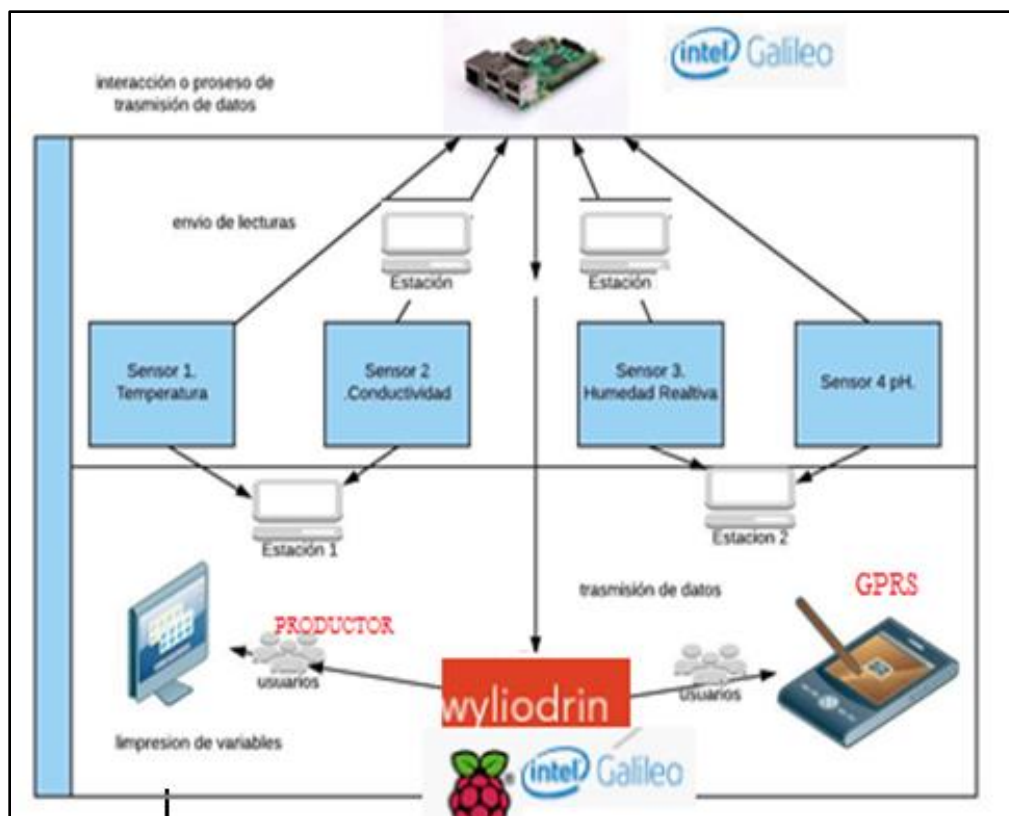 intel Galileo
interacción o proseso de
trasmisión de datos
envio de lecturas
Estación
Estación
Sensor 1.
Temperatura
Sensor 2
.Conductividad
Sensor 3.
Humedad Realtiva
Sensor 4 pH.
Estación 1
Estacion 2
trasmisión de datos
GPRS
PRODUCTOR
usuarios
usuarios
wyliodrin
limpresion de variables
intel Galileo